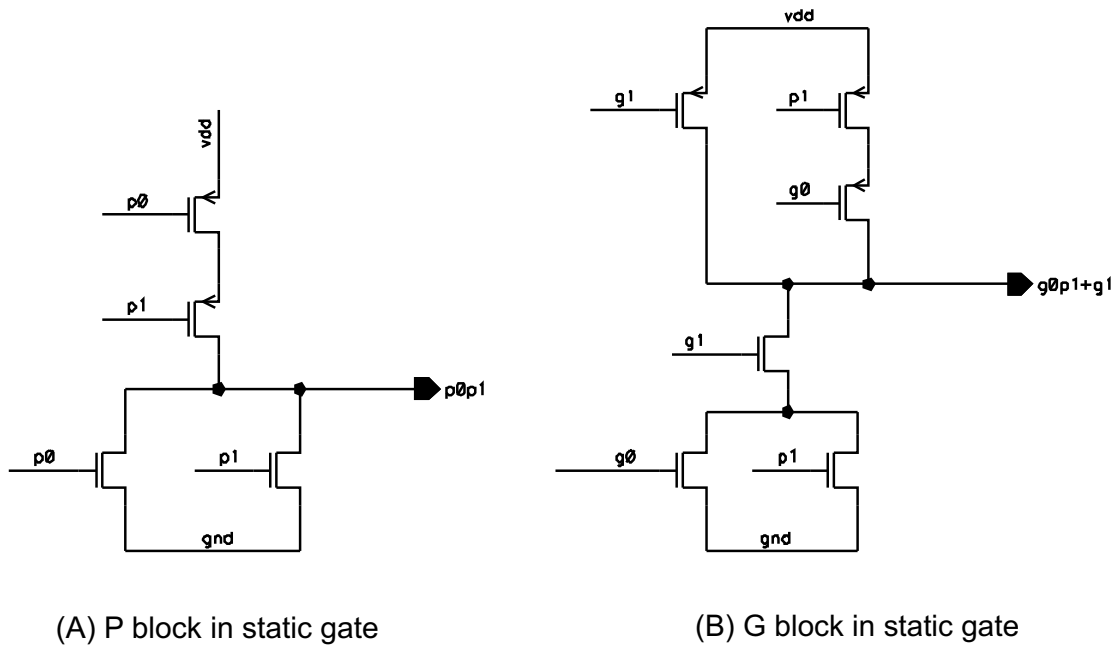 vdd
p0
p1
p0p1
p0
p1
gnd
(A) P block in static gate
vdd
g1
p1
g0
g0p1+g1
g1
g0
p1
gnd
(B) G block in static gate